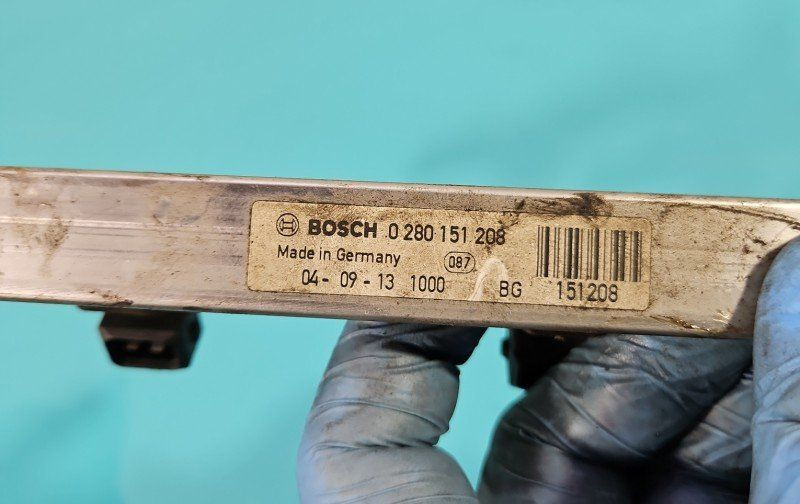 BOSCH 0 280 151 208
Made in Germany 087
04- 09- 13 1000 BG 151208